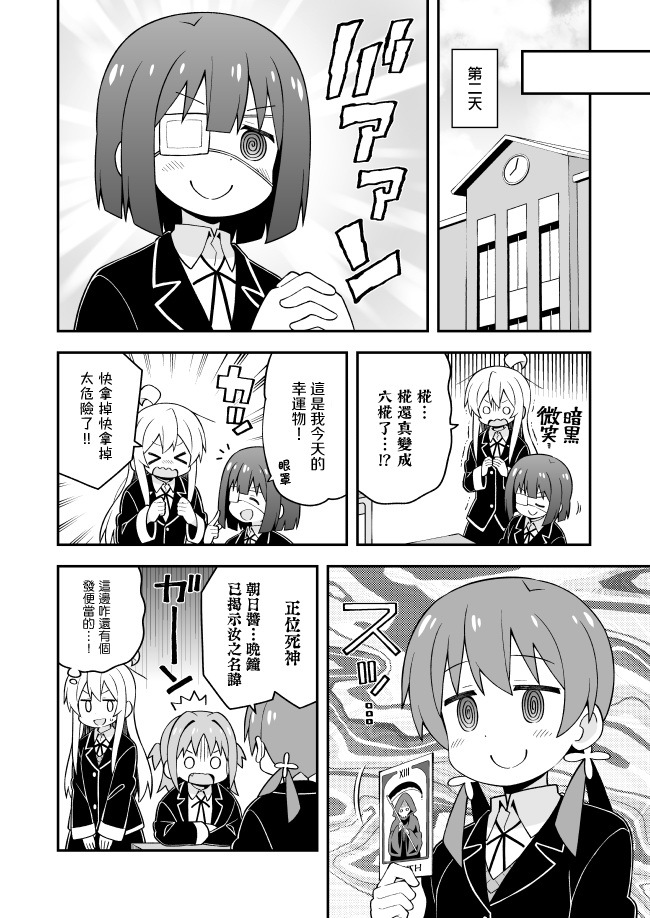 第二天
バァァァン
暗黑
微笑
椛…
椛還真變成
六椛了…!?
這是我今天的
幸運物！
眼罩
カッ
快拿掉快拿掉
太危險了!!
スッ…
XIII
TH
正位死神
朝日醬…晚鐘
已揭示汝之名諱
ガーン
這邊咋還有個
發便當的…！